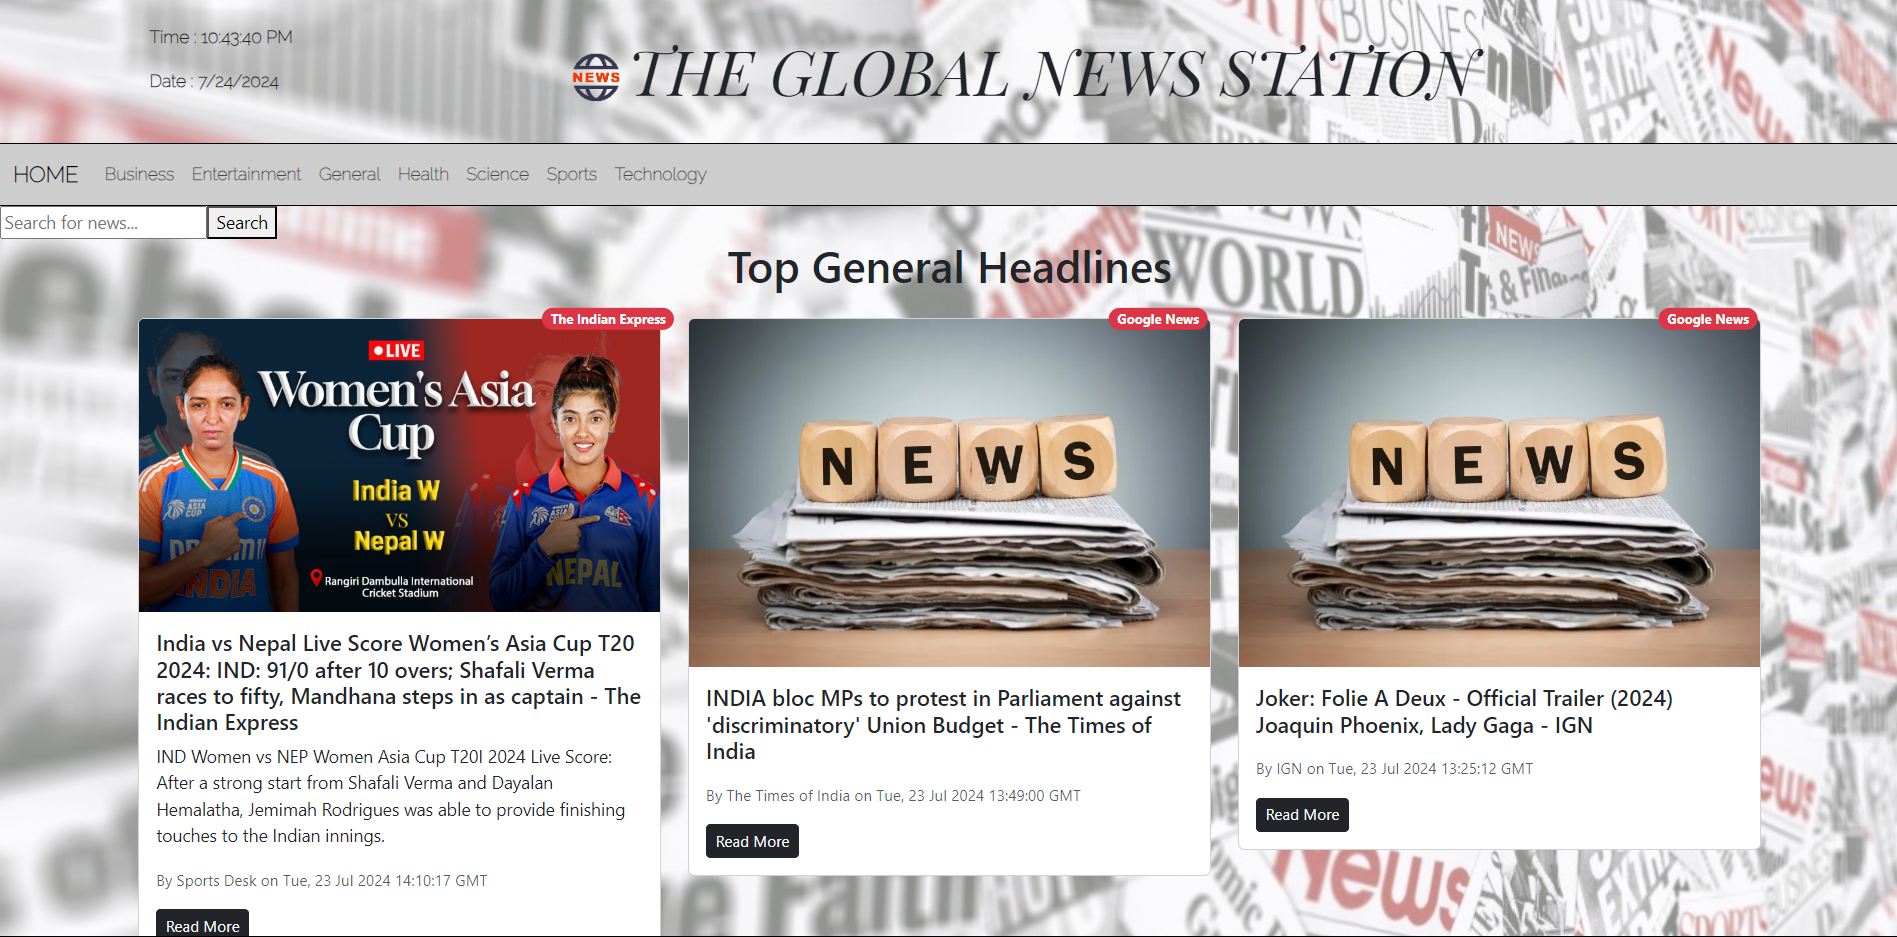 Time : 10:43:40 PM
Date : 7/24/2024
NEWS
THE GLOBAL NEWS STATION
HOME Business Entertainment General Health Science Sports Technology
Search for news... Search
Top General Headlines
The Indian Express
LIVE
Women's Asia
Cup
India W
vs
Nepal W
Rangiri Dambulla International
Cricket Stadium
INDIA
NEPAL
India vs Nepal Live Score Women’s Asia Cup T20
2024: IND: 91/0 after 10 overs; Shafali Verma
races to fifty, Mandhana steps in as captain - The
Indian Express
IND Women vs NEP Women Asia Cup T20I 2024 Live Score:
After a strong start from Shafali Verma and Dayalan
Hemalatha, Jemimah Rodrigues was able to provide finishing
touches to the Indian innings.
By Sports Desk on Tue, 23 Jul 2024 14:10:17 GMT
Read More
Google News
N E W S
INDIA bloc MPs to protest in Parliament against
'discriminatory' Union Budget - The Times of
India
By The Times of India on Tue, 23 Jul 2024 13:49:00 GMT
Read More
Google News
N E W S
Joker: Folie A Deux - Official Trailer (2024)
Joaquin Phoenix, Lady Gaga - IGN
By IGN on Tue, 23 Jul 2024 13:25:12 GMT
Read More
BUSINESS
News
WORLD
NEWS
& Finance
News